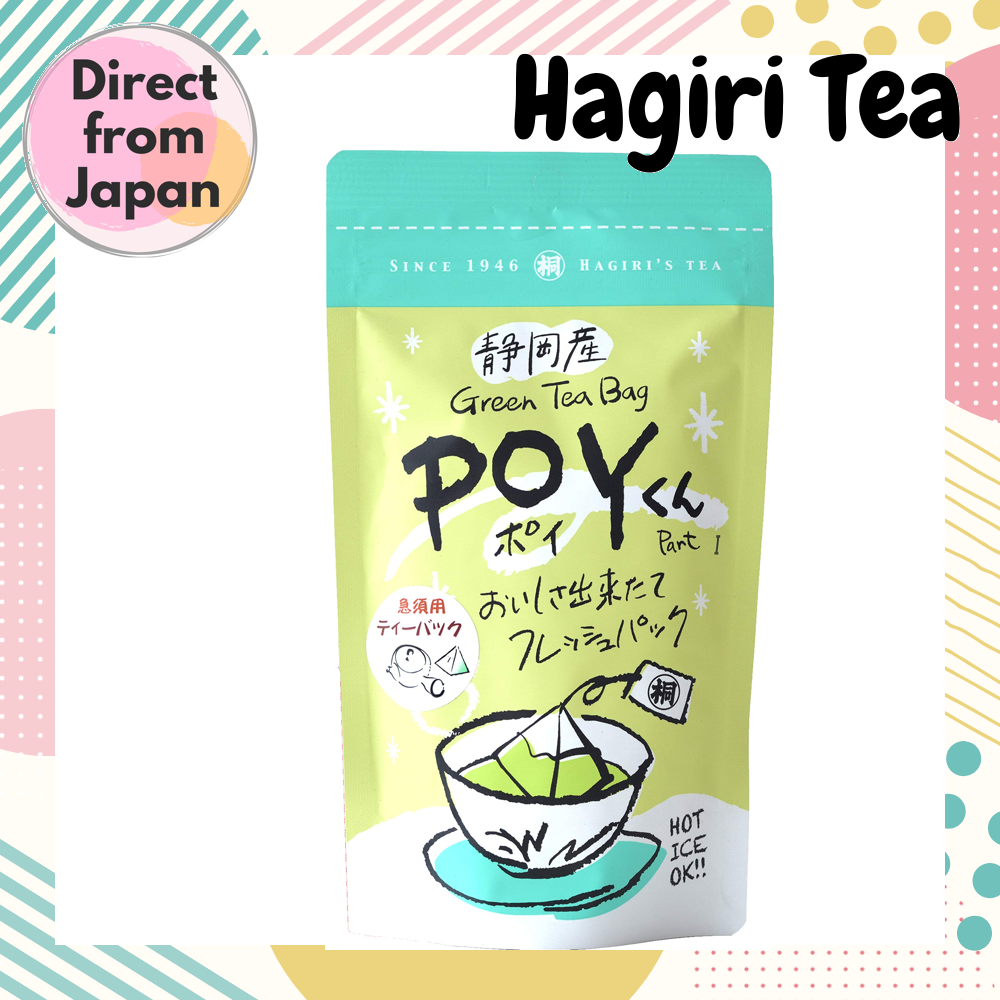 Direct
from
Japan
Hagiri Tea
SINCE 1946 桐 HAGIRI'S TEA
静岡産
Green Tea Bag
POYくん
ポイ
Part 1
おいしさ出来たて
フレッシュパック
急須用
ティーバック
桐
HOT
ICE
OK!!